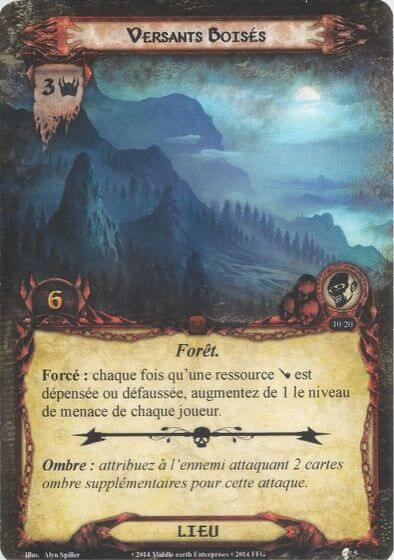 Versants Boisés
3
6
10/20
Forêt.
Forcé : chaque fois qu'une ressource est
dépensée ou défaussée, augmentez de 1 le niveau
de menace de chaque joueur.
Ombre : attribuez à l'ennemi attaquant 2 cartes
ombre supplémentaires pour cette attaque.
LIEU
Illus. Alyn Spiller ©2014 Middle-earth Enterprises ©2014 FFG 5